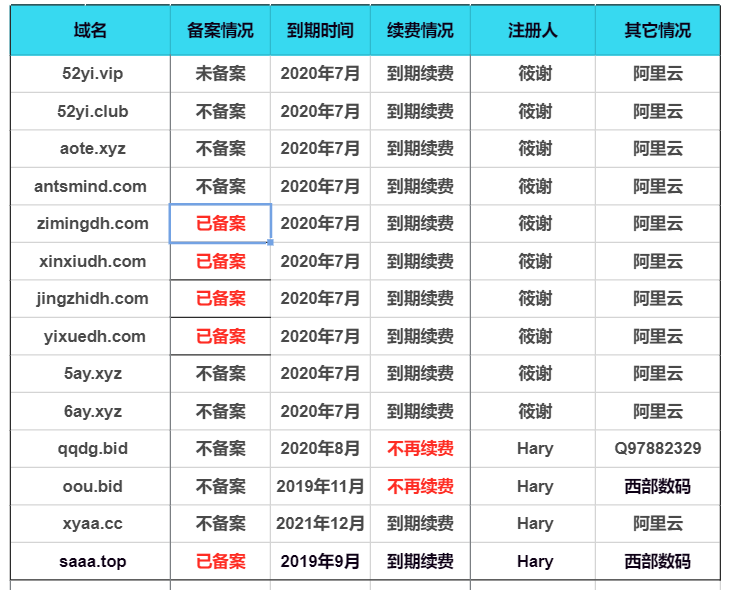 域名 备案情况 到期时间 续费情况 注册人 其它情况
52yi.vip 未备案 2020年7月 到期续费 筱谢 阿里云
52yi.club 不备案 2020年7月 到期续费 筱谢 阿里云
aote.xyz 不备案 2020年7月 到期续费 筱谢 阿里云
antsmind.com 不备案 2020年7月 到期续费 筱谢 阿里云
zimingdh.com 已备案 2020年7月 到期续费 筱谢 阿里云
xinxiudh.com 已备案 2020年7月 到期续费 筱谢 阿里云
jingzhidh.com 已备案 2020年7月 到期续费 筱谢 阿里云
yixuedh.com 已备案 2020年7月 到期续费 筱谢 阿里云
5ay.xyz 不备案 2020年7月 到期续费 筱谢 阿里云
6ay.xyz 不备案 2020年7月 到期续费 筱谢 阿里云
qqdg.bid 不备案 2020年8月 不再续费 Hary Q97882329
oou.bid 不备案 2019年11月 不再续费 Hary 西部数码
xyaa.cc 不备案 2021年12月 到期续费 Hary 阿里云
saaa.top 已备案 2019年9月 到期续费 Hary 西部数码